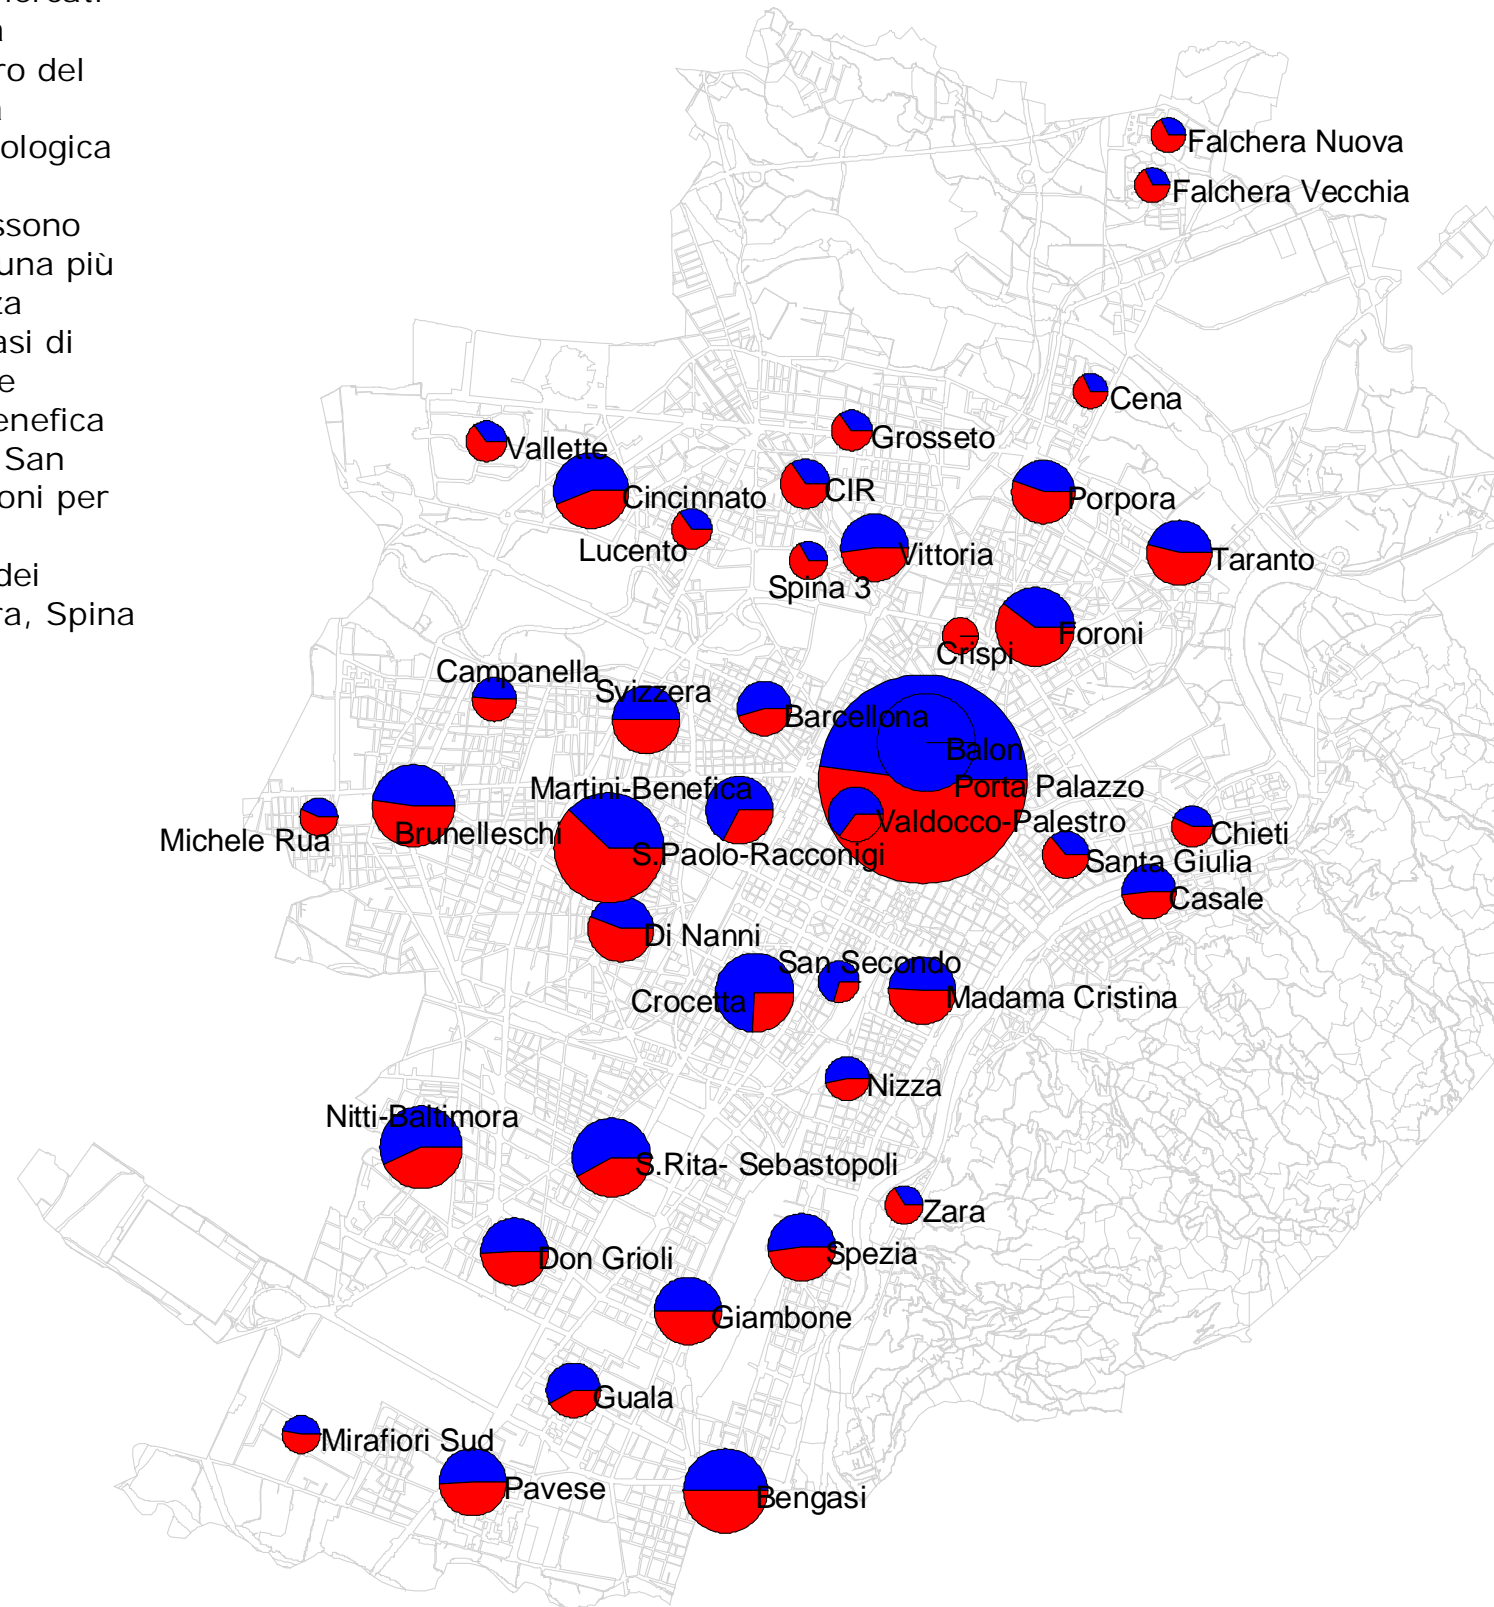 ercati
a
ro del
a
ologica
ssono
una più
za
asi di
e
enefica
San
oni per
dei
ra, Spina
Falchera Nuova
Falchera Vecchia
Cena
Grosseto
Vallette
CIR
Cincinnato
Porpora
Lucento
Vittoria
Taranto
Spina 3
Foroni
Crispi
Campanella
Svizzera
Barcellona
Balon
Porta Palazzo
Martini-Benefica
Valdocco-Palestro
Brunelleschi
Chieti
Michele Rua
S.Paolo-Racconigi
Santa Giulia
Casale
Di Nanni
San Secondo
Crocetta
Madama Cristina
Nizza
Nitti-Baltimora
S.Rita- Sebastopoli
Zara
Don Grioli
Spezia
Giambone
Guala
Mirafiori Sud
Pavese
Bengasi